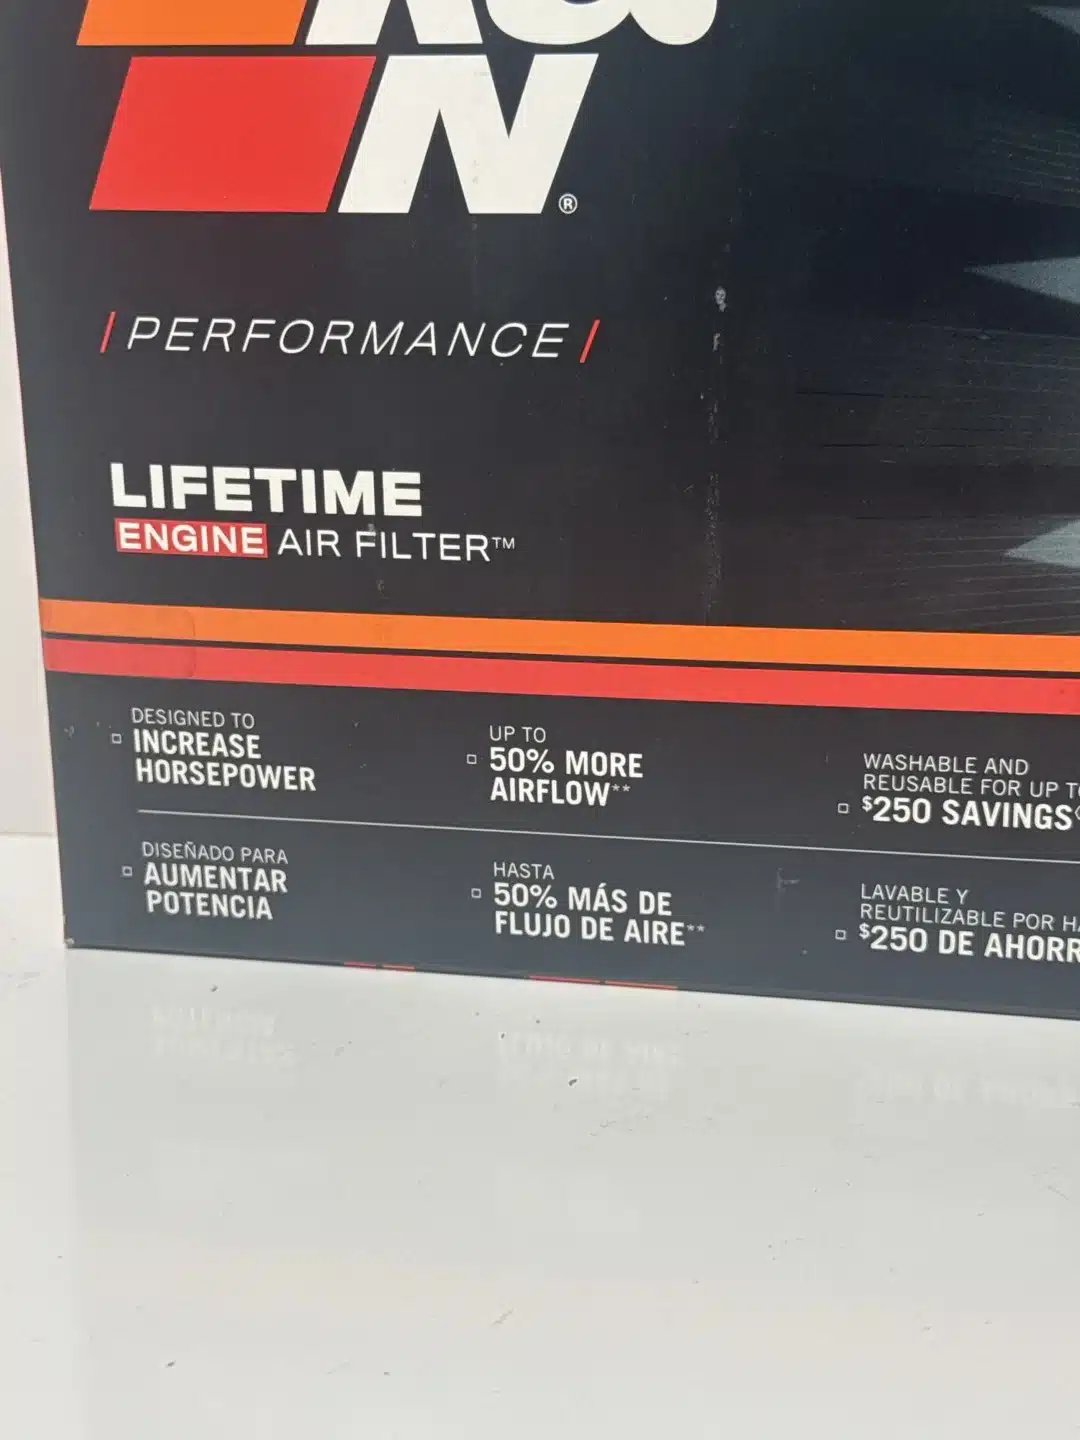 K&
N®
/PERFORMANCE/
LIFETIME
ENGINE AIR FILTER™
DESIGNED TO
INCREASE
HORSEPOWER
UP TO
50% MORE
AIRFLOW**
WASHABLE AND
REUSABLE FOR UP TO
$250 SAVINGS
DISEÑADO PARA
AUMENTAR
POTENCIA
HASTA
50% MÁS DE
FLUJO DE AIRE**
LAVABLE Y
REUTILIZABLE POR
$250 DE